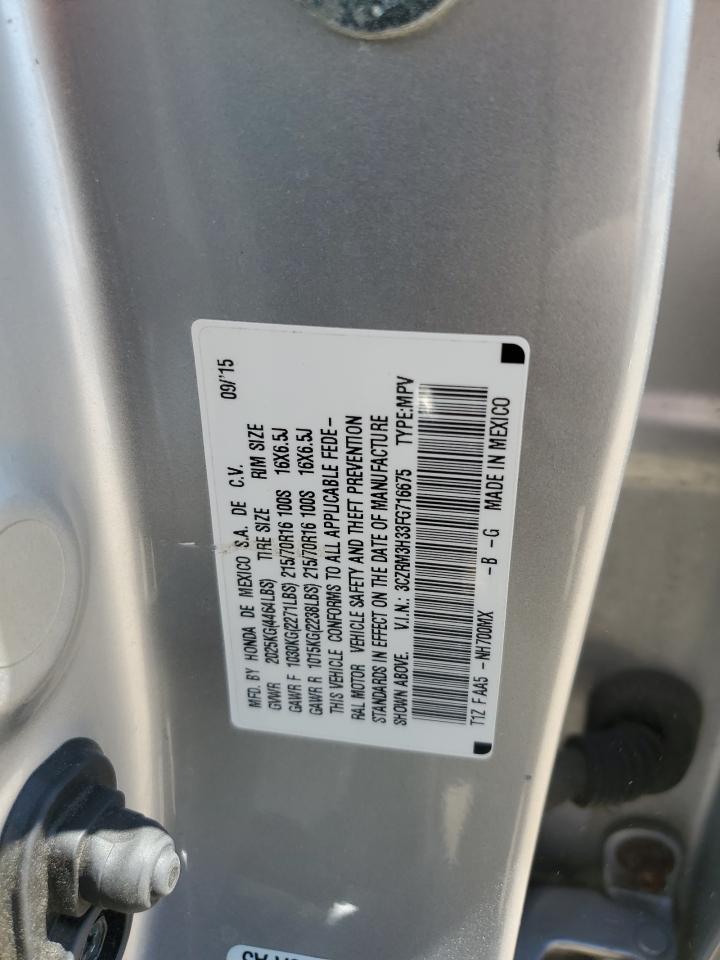 09/'15
MFD. BY HONDA DE MEXICO S.A. DE C.V.
GVWR 2025KG(4464LBS) TIRE SIZE RIM SIZE
GAWR F 1030KG(2271LBS) 215/70R16 100S 16X6.5J
GAWR R 1015KG(2238LBS) 215/70R16 100S 16X6.5J
THIS VEHICLE CONFORMS TO ALL APPLICABLE FEDE-
RAL MOTOR VEHICLE SAFETY AND THEFT PREVENTION
STANDARDS IN EFFECT ON THE DATE OF MANUFACTURE
SHOWN ABOVE. V.I.N.: 3CZRM3H33FG716675 TYPE:MPV
T1Z F AA5 -NH700MX -B -G MADE IN MEXICO